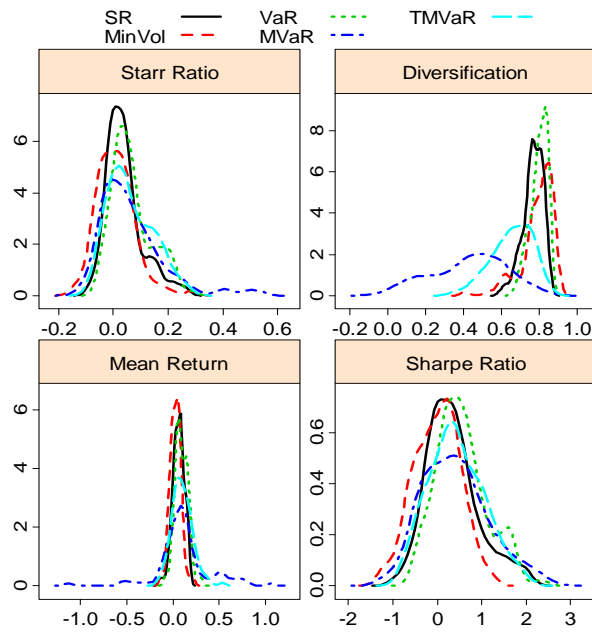 SR VaR TMVaR
MinVol MVaR
Starr Ratio
Diversification
0 2 4 6
0 2 4 6 8
-0.2 0.0 0.2 0.4 0.6
-0.2 0.0 0.2 0.4 0.6 0.8 1.0
Mean Return
Sharpe Ratio
0 2 4 6
0.0 0.2 0.4 0.6
-1.0 -0.5 0.0 0.5 1.0
-2 -1 0 1 2 3